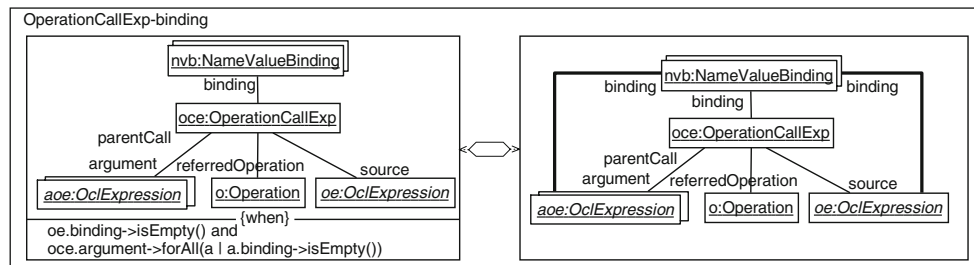 OperationCallExp-binding
nvb:NameValueBinding
binding
oce:OperationCallExp
parentCall
argument
referredOperation
source
aoe:OclExpression
o:Operation
oe:OclExpression
{when}
oe.binding->isEmpty() and
oce.argument->forAll(a | a.binding->isEmpty())
nvb:NameValueBinding
binding
binding
binding
oce:OperationCallExp
parentCall
argument
referredOperation
source
aoe:OclExpression
o:Operation
oe:OclExpression